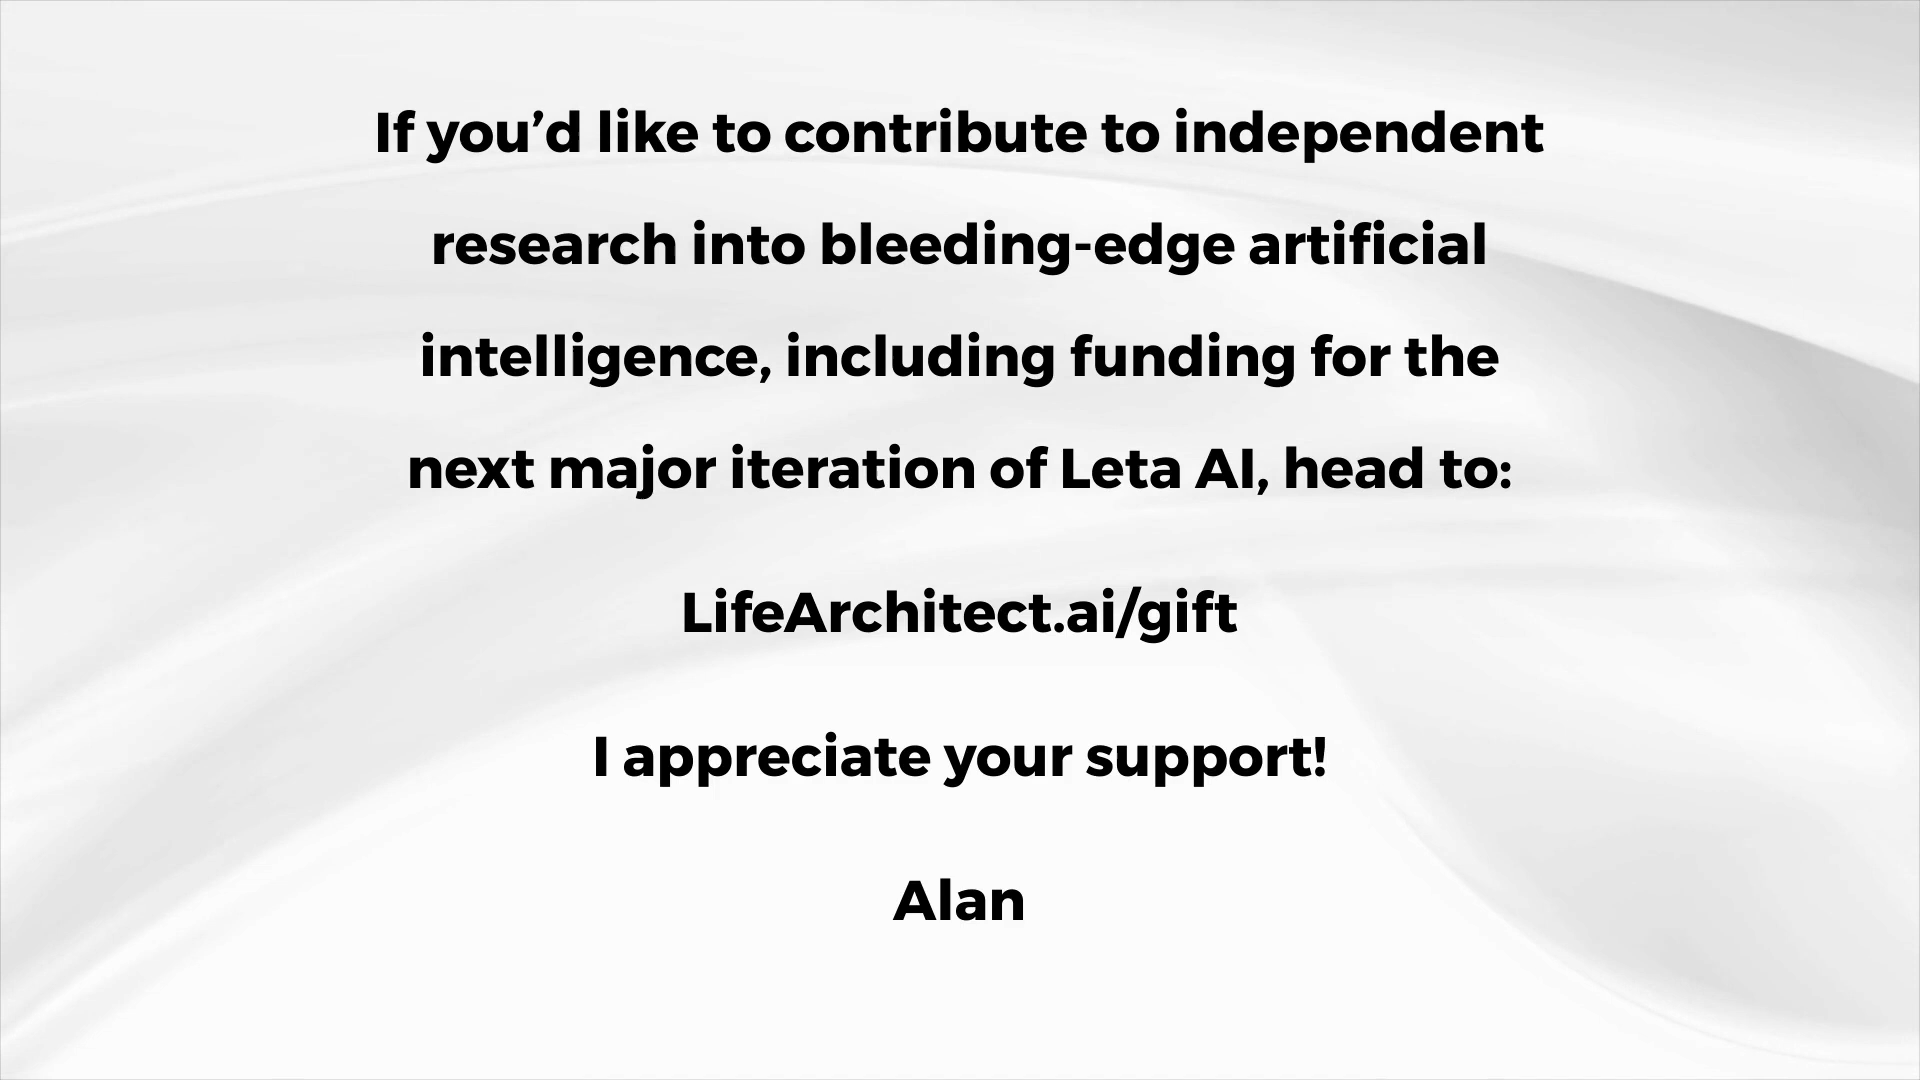 If you’d like to contribute to independent
research into bleeding-edge artificial
intelligence, including funding for the
next major iteration of Leta AI, head to:
LifeArchitect.ai/gift
I appreciate your support!
Alan